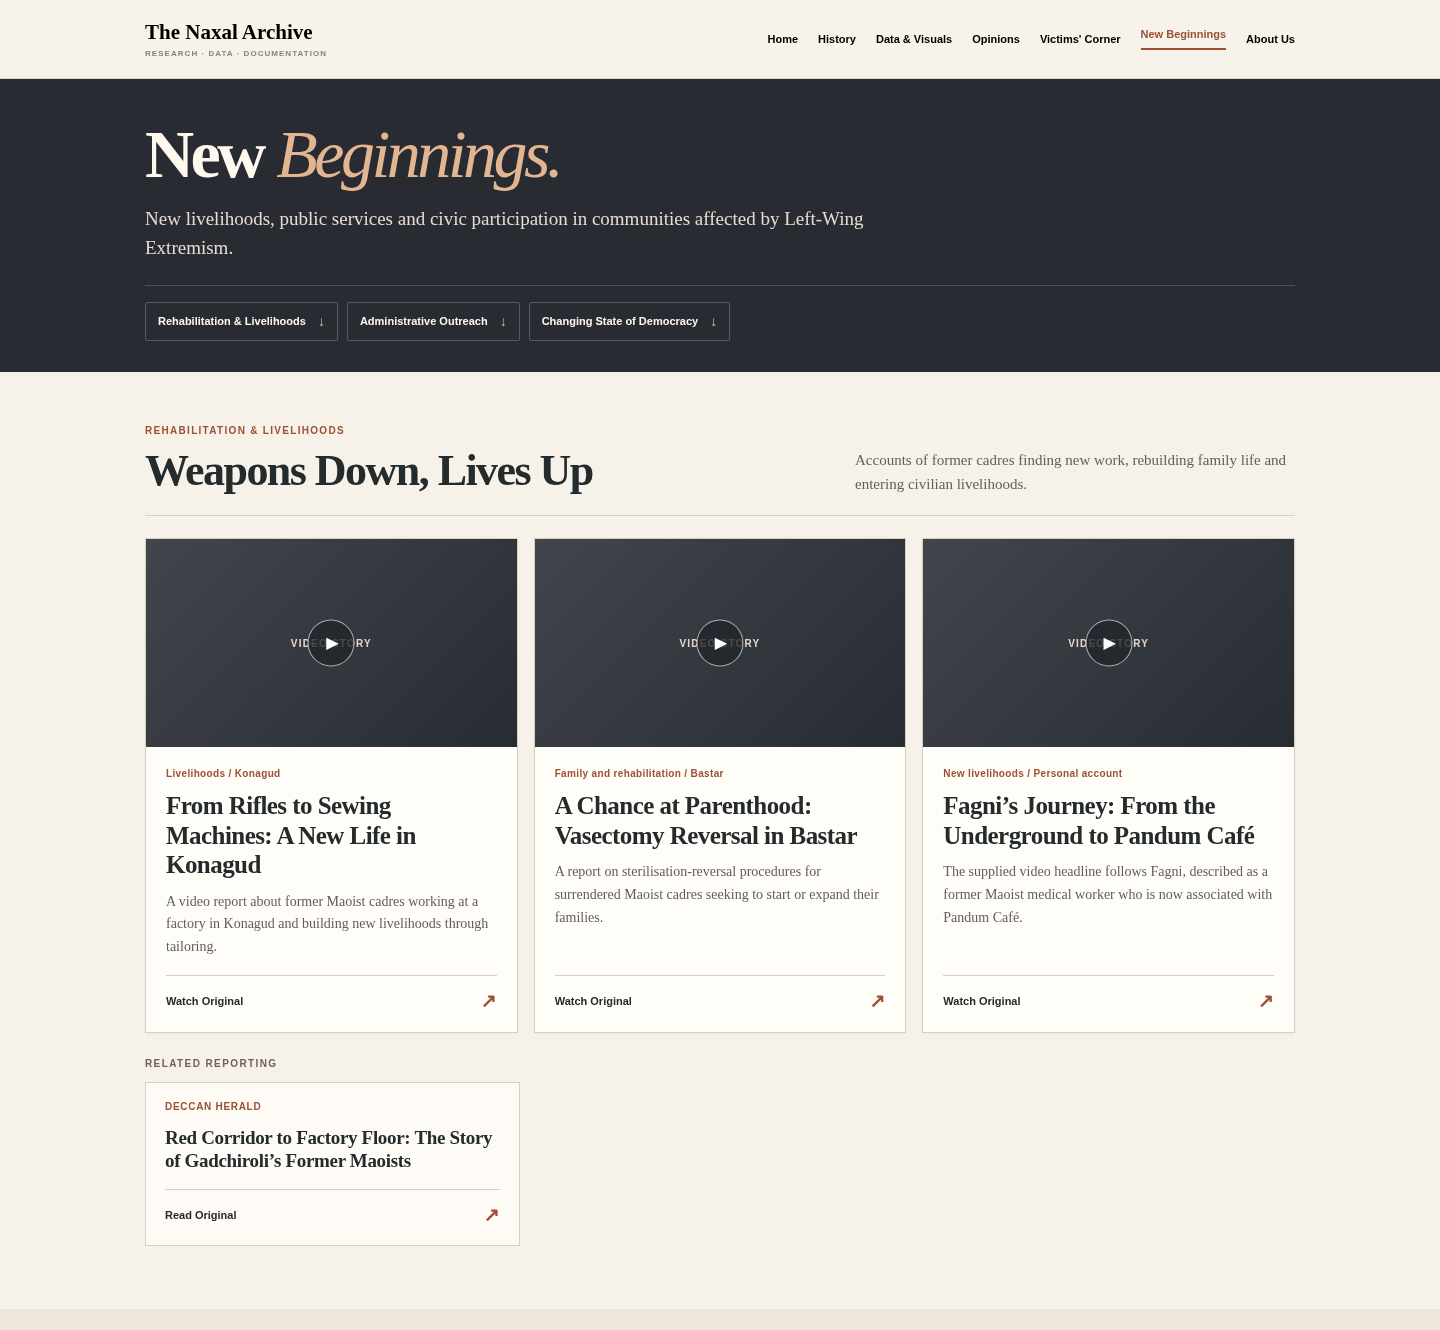 The Naxal Archive
RESEARCH · DATA · DOCUMENTATION
Home
History
Data & Visuals
Opinions
Victims' Corner
New Beginnings
About Us
New Beginnings.
New livelihoods, public services and civic participation in communities affected by Left-Wing
Extremism.
Rehabilitation & Livelihoods ↓
Administrative Outreach ↓
Changing State of Democracy ↓
REHABILITATION & LIVELIHOODS
Weapons Down, Lives Up
Accounts of former cadres finding new work, rebuilding family life and
entering civilian livelihoods.
VIDEO STORY
VIDEO STORY
VIDEO STORY
Livelihoods / Konagud
From Rifles to Sewing
Machines: A New Life in
Konagud
A video report about former Maoist cadres working at a
factory in Konagud and building new livelihoods through
tailoring.
Watch Original ↗
Family and rehabilitation / Bastar
A Chance at Parenthood:
Vasectomy Reversal in Bastar
A report on sterilisation-reversal procedures for
surrendered Maoist cadres seeking to start or expand their
families.
Watch Original ↗
New livelihoods / Personal account
Fagni’s Journey: From the
Underground to Pandum Café
The supplied video headline follows Fagni, described as a
former Maoist medical worker who is now associated with
Pandum Café.
Watch Original ↗
RELATED REPORTING
DECCAN HERALD
Red Corridor to Factory Floor: The Story
of Gadchiroli’s Former Maoists
Read Original ↗